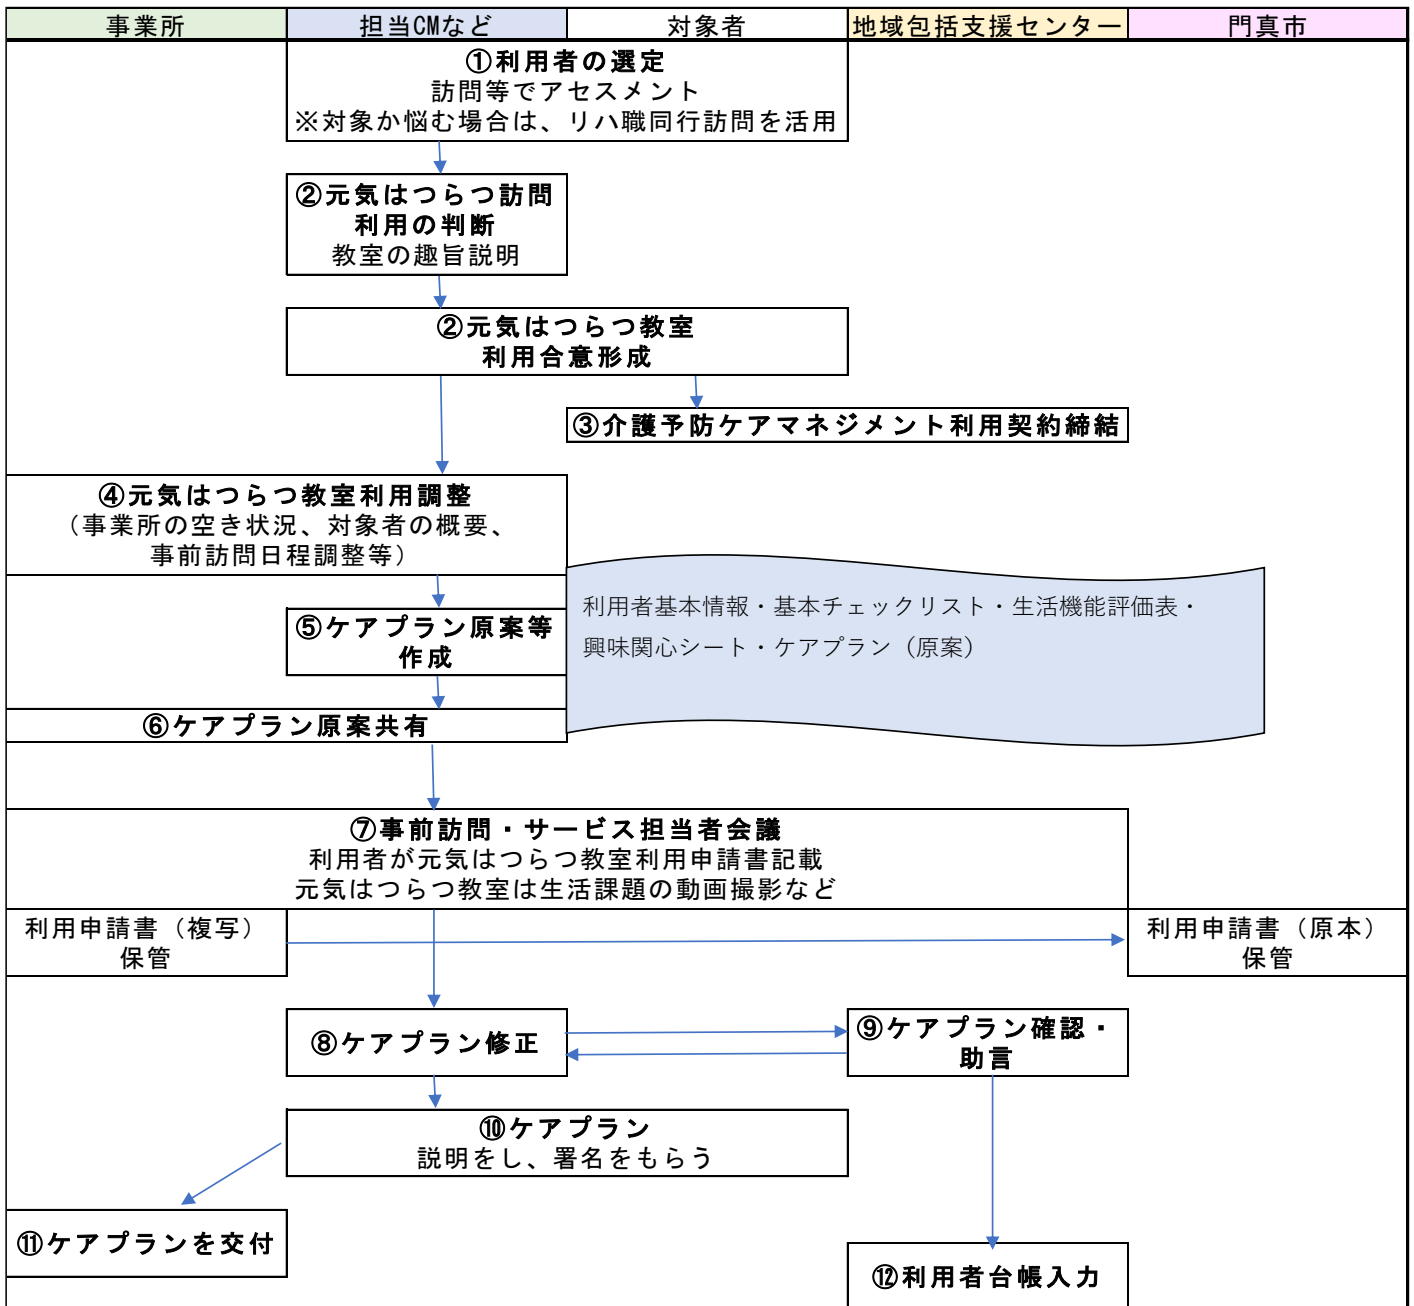 事業所
担当CMなど
対象者
地域包括支援センター
門真市
①利用者の選定
訪問等でアセスメント
※対象か悩む場合は、リハ職同行訪問を活用
②元気はつらつ訪問
利用の判断
教室の趣旨説明
②元気はつらつ教室
利用合意形成
③介護予防ケアマネジメント利用契約締結
④元気はつらつ教室利用調整
（事業所の空き状況、対象者の概要、
事前訪問日程調整等）
利用者基本情報・基本チェックリスト・生活機能評価表・
興味関心シート・ケアプラン（原案）
⑤ケアプラン原案等
作成
⑥ケアプラン原案共有
⑦事前訪問・サービス担当者会議
利用者が元気はつらつ教室利用申請書記載
元気はつらつ教室は生活課題の動画撮影など
利用申請書（複写）
保管
利用申請書（原本）
保管
⑧ケアプラン修正
⑨ケアプラン確認・
助言
⑩ケアプラン
説明をし、署名をもらう
⑪ケアプランを交付
⑫利用者台帳入力